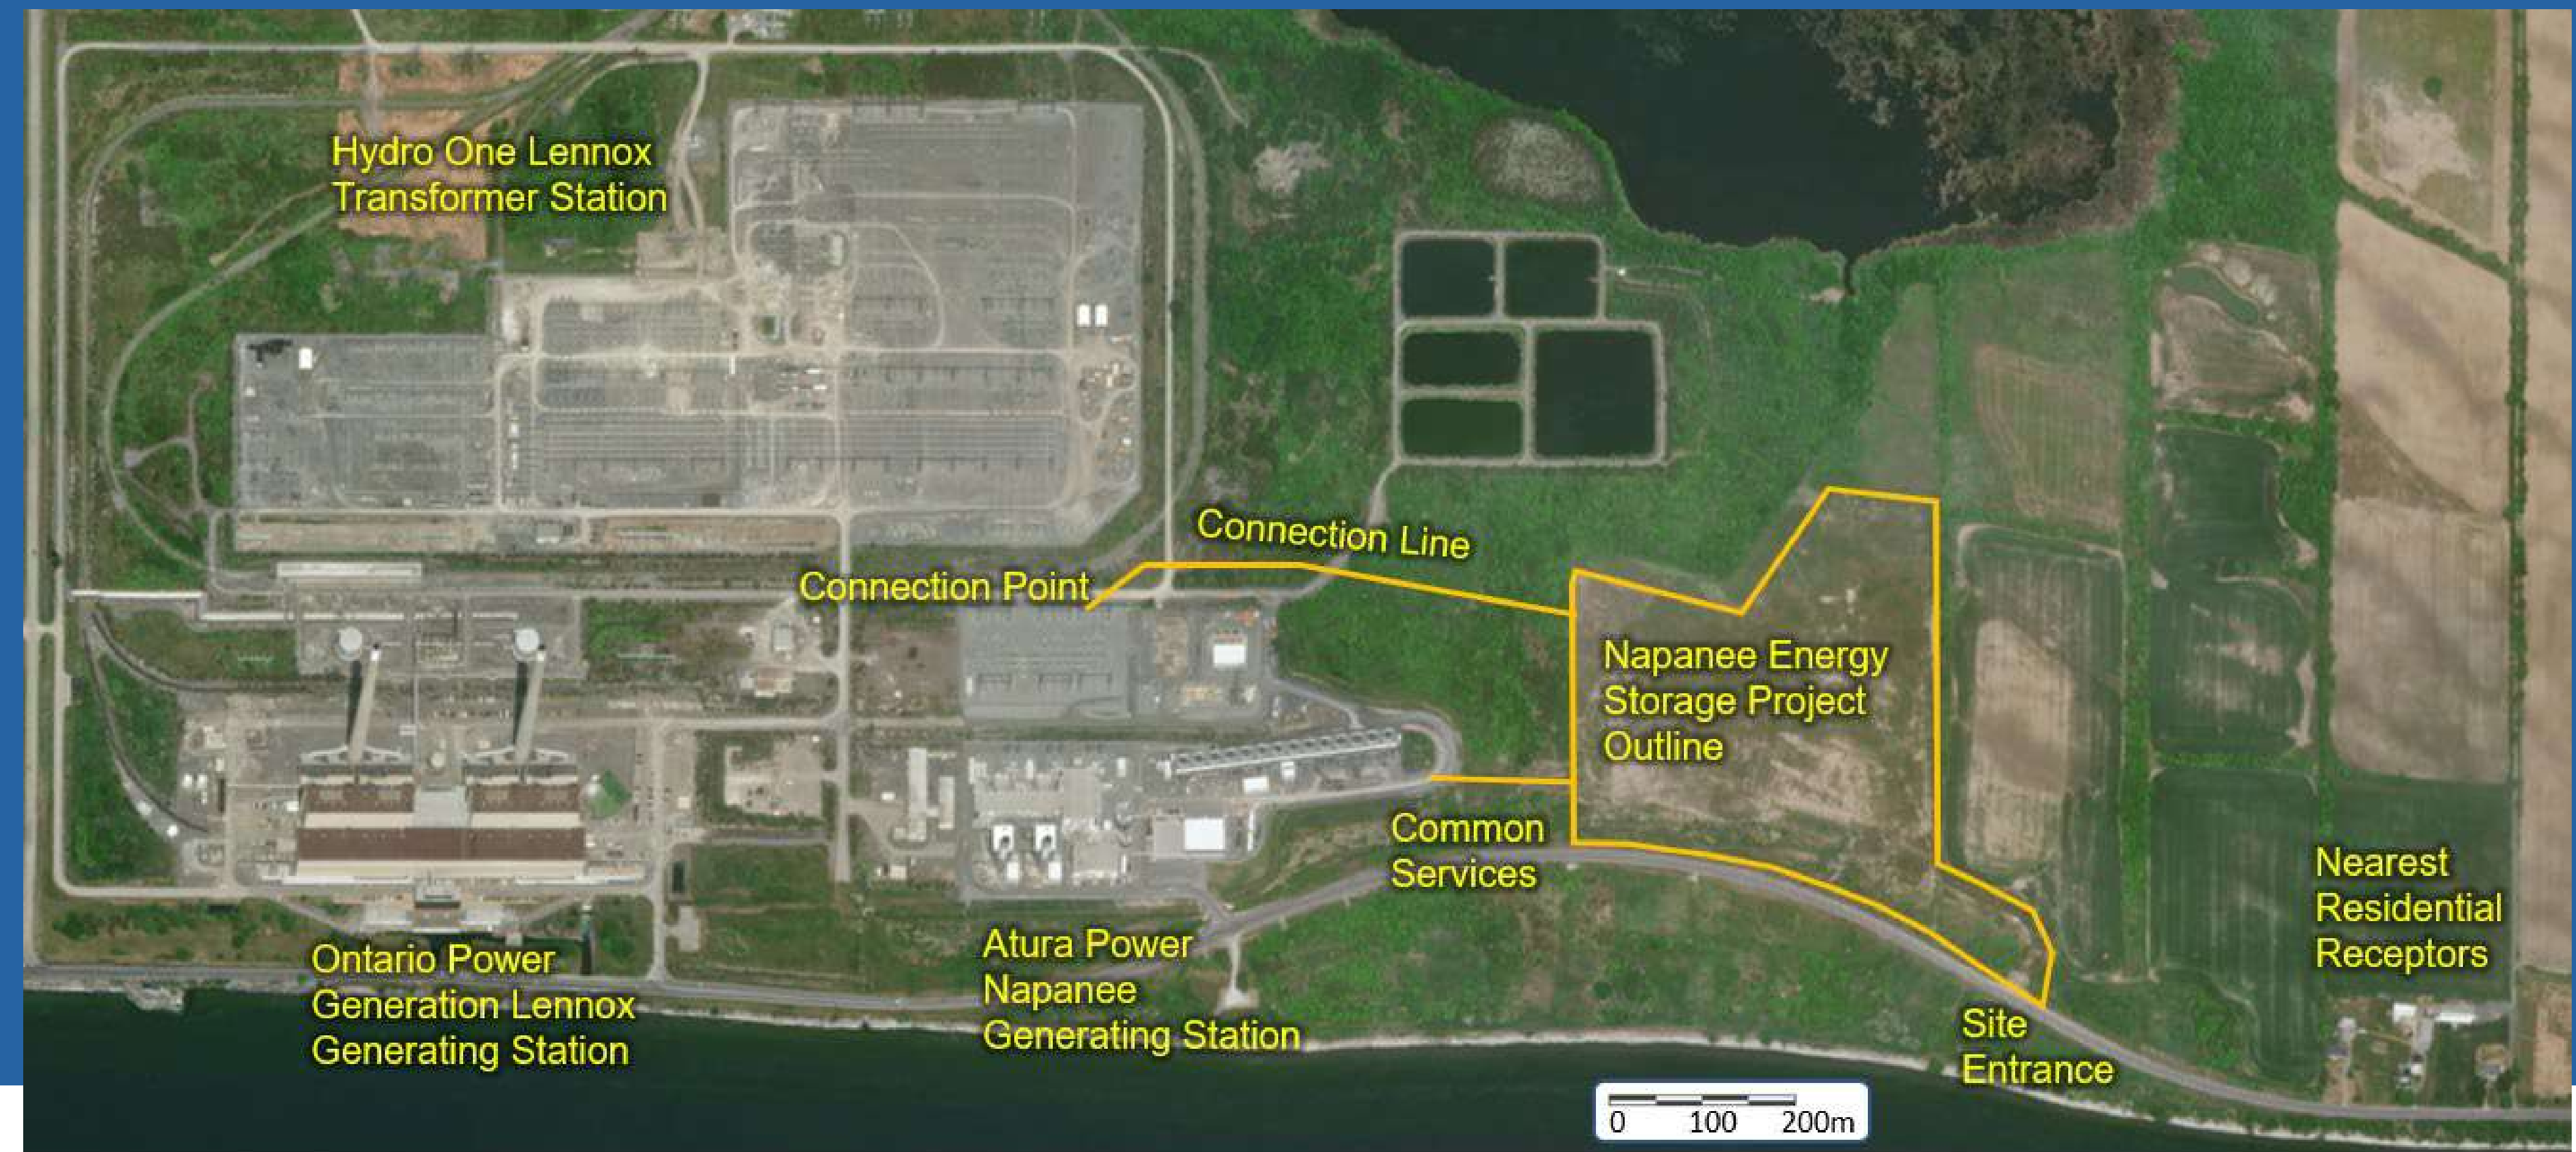 Hydro One Lennox
Transformer Station
Connection Line
Connection Point
Napanee Energy
Storage Project
Outline
Common
Services
Nearest
Residential
Receptors
Atura Power
Napanee
Generating Station
Ontario Power
Generation Lennox
Generating Station
Site
Entrance
0 100 200m